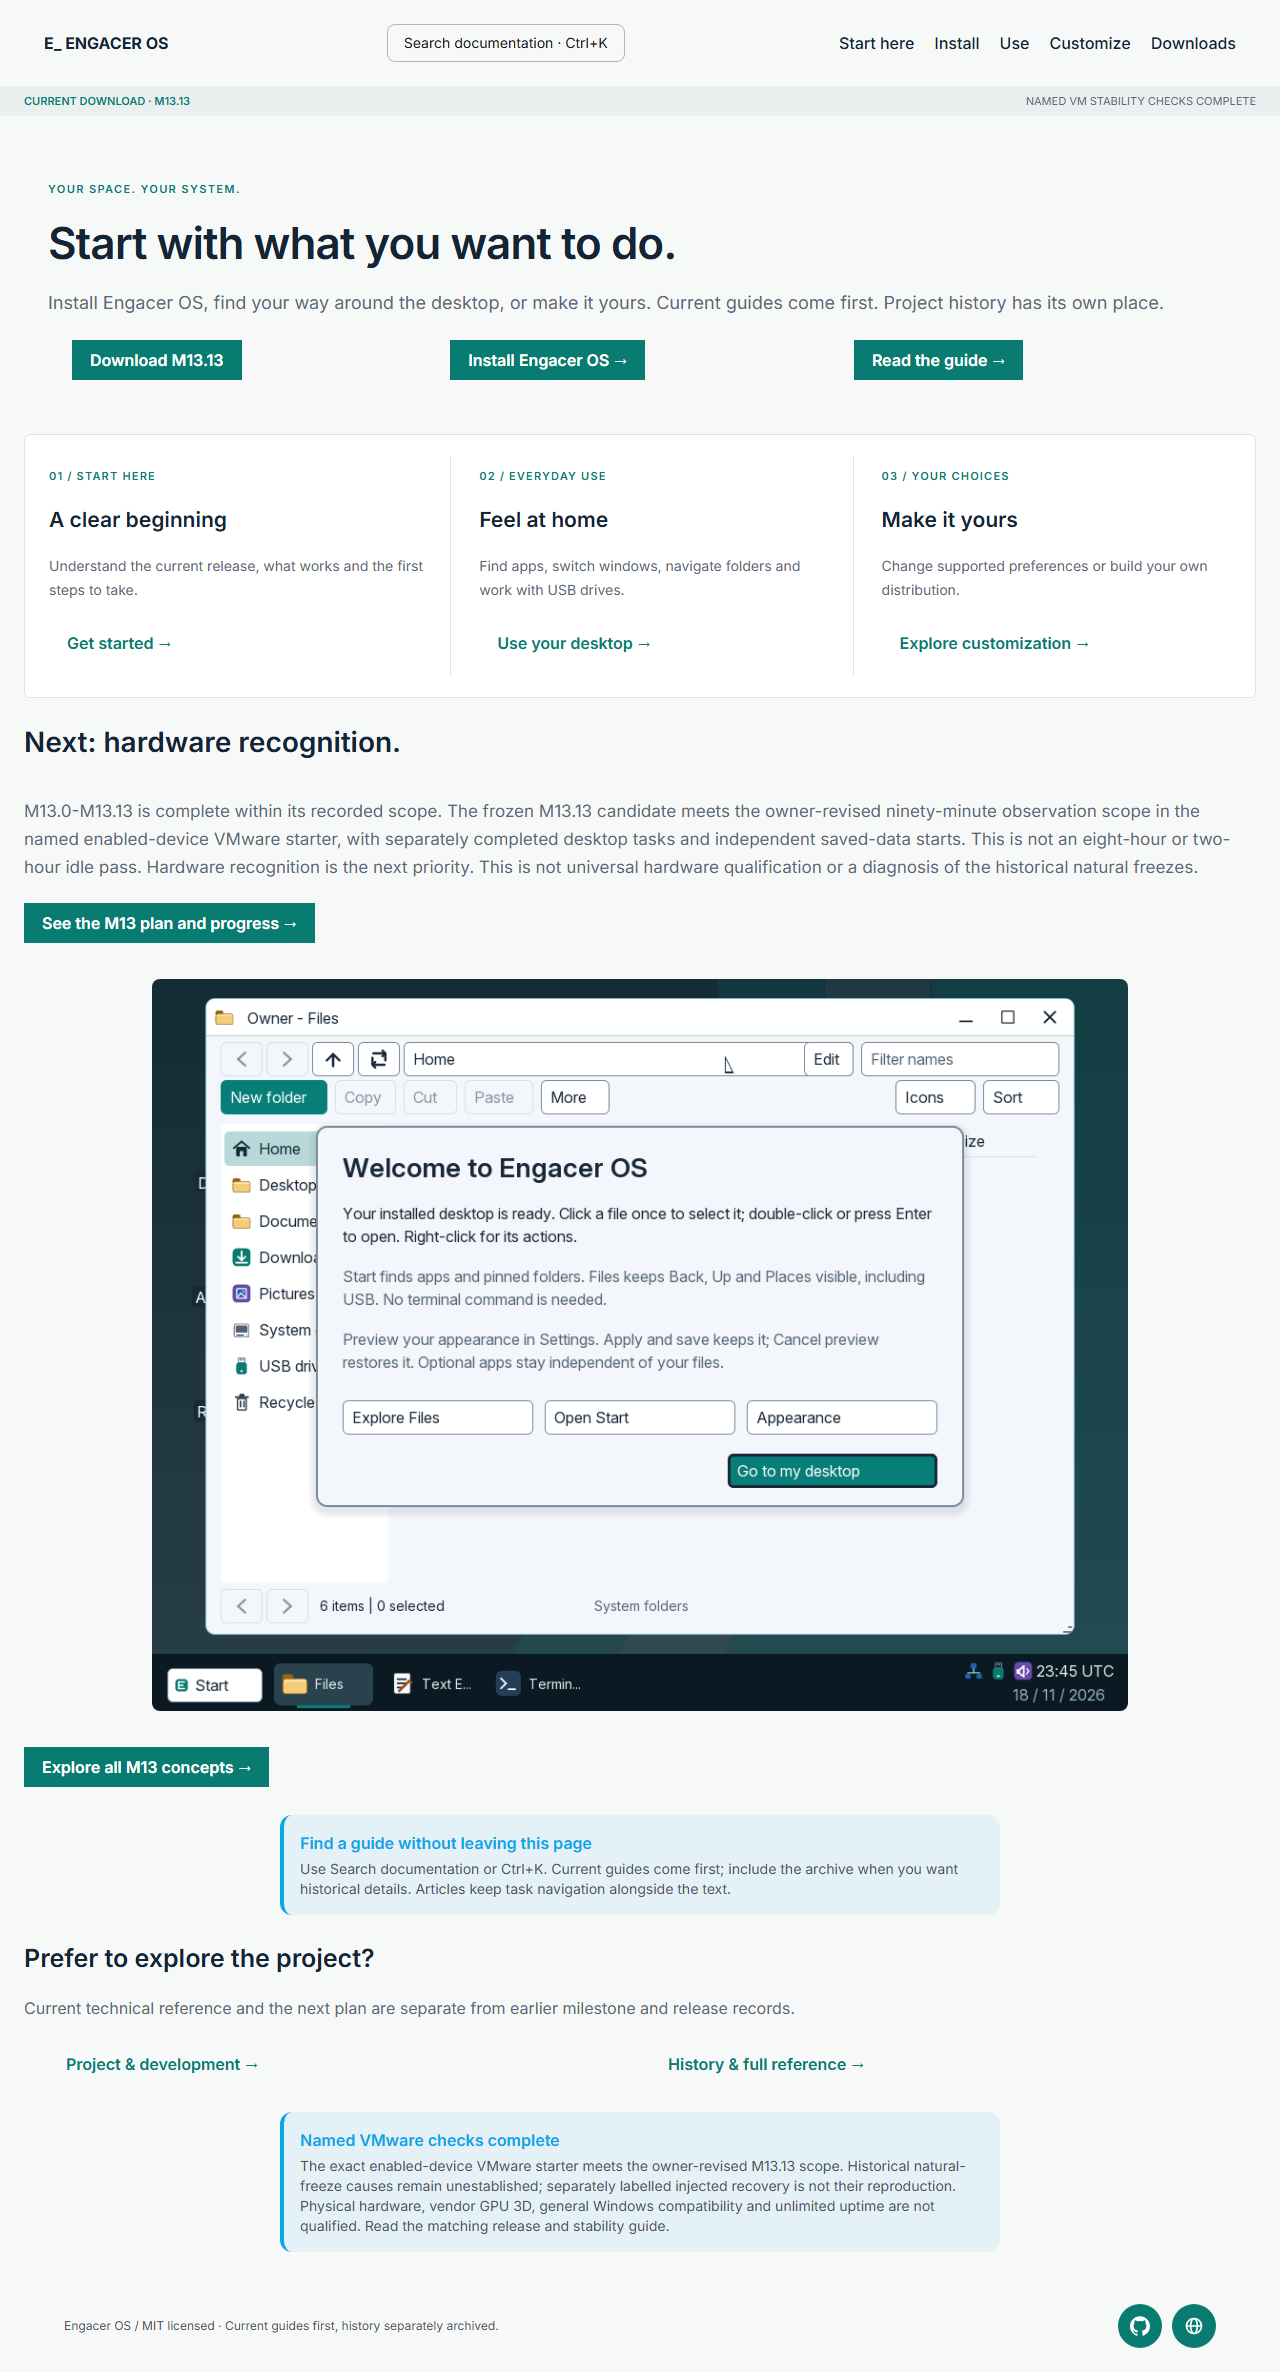 E_ ENGACER OS
Search documentation · Ctrl+K
Start here Install Use Customize Downloads
CURRENT DOWNLOAD · M13.13
NAMED VM STABILITY CHECKS COMPLETE
YOUR SPACE. YOUR SYSTEM.
Start with what you want to do.
Install Engacer OS, find your way around the desktop, or make it yours. Current guides come first. Project history has its own place.
Download M13.13
Install Engacer OS →
Read the guide →
01 / START HERE
A clear beginning
Understand the current release, what works and the first
steps to take.
Get started →
02 / EVERYDAY USE
Feel at home
Find apps, switch windows, navigate folders and
work with USB drives.
Use your desktop →
03 / YOUR CHOICES
Make it yours
Change supported preferences or build your own
distribution.
Explore customization →
Next: hardware recognition.
M13.0-M13.13 is complete within its recorded scope. The frozen M13.13 candidate meets the owner-revised ninety-minute observation scope in the
named enabled-device VMware starter, with separately completed desktop tasks and independent saved-data starts. This is not an eight-hour or two-
hour idle pass. Hardware recognition is the next priority. This is not universal hardware qualification or a diagnosis of the historical natural freezes.
See the M13 plan and progress →
Owner - Files
Home
Edit
Filter names
New folder
Copy
Cut
Paste
More
Icons
Sort
ize
Home
Desktop
Docume
Downloa
Pictures
System
USB driv
Recycle
D
A
R
Welcome to Engacer OS
Your installed desktop is ready. Click a file once to select it; double-click or press Enter
to open. Right-click for its actions.
Start finds apps and pinned folders. Files keeps Back, Up and Places visible, including
USB. No terminal command is needed.
Preview your appearance in Settings. Apply and save keeps it; Cancel preview
restores it. Optional apps stay independent of your files.
Explore Files
Open Start
Appearance
Go to my desktop
6 items | 0 selected
System folders
Start
Files
Text E...
Termin...
23:45 UTC
18 / 11 / 2026
Explore all M13 concepts →
Find a guide without leaving this page
Use Search documentation or Ctrl+K. Current guides come first; include the archive when you want
historical details. Articles keep task navigation alongside the text.
Prefer to explore the project?
Current technical reference and the next plan are separate from earlier milestone and release records.
Project & development →
History & full reference →
Named VMware checks complete
The exact enabled-device VMware starter meets the owner-revised M13.13 scope. Historical natural-
freeze causes remain unestablished; separately labelled injected recovery is not their reproduction.
Physical hardware, vendor GPU 3D, general Windows compatibility and unlimited uptime are not
qualified. Read the matching release and stability guide.
Engacer OS / MIT licensed · Current guides first, history separately archived.